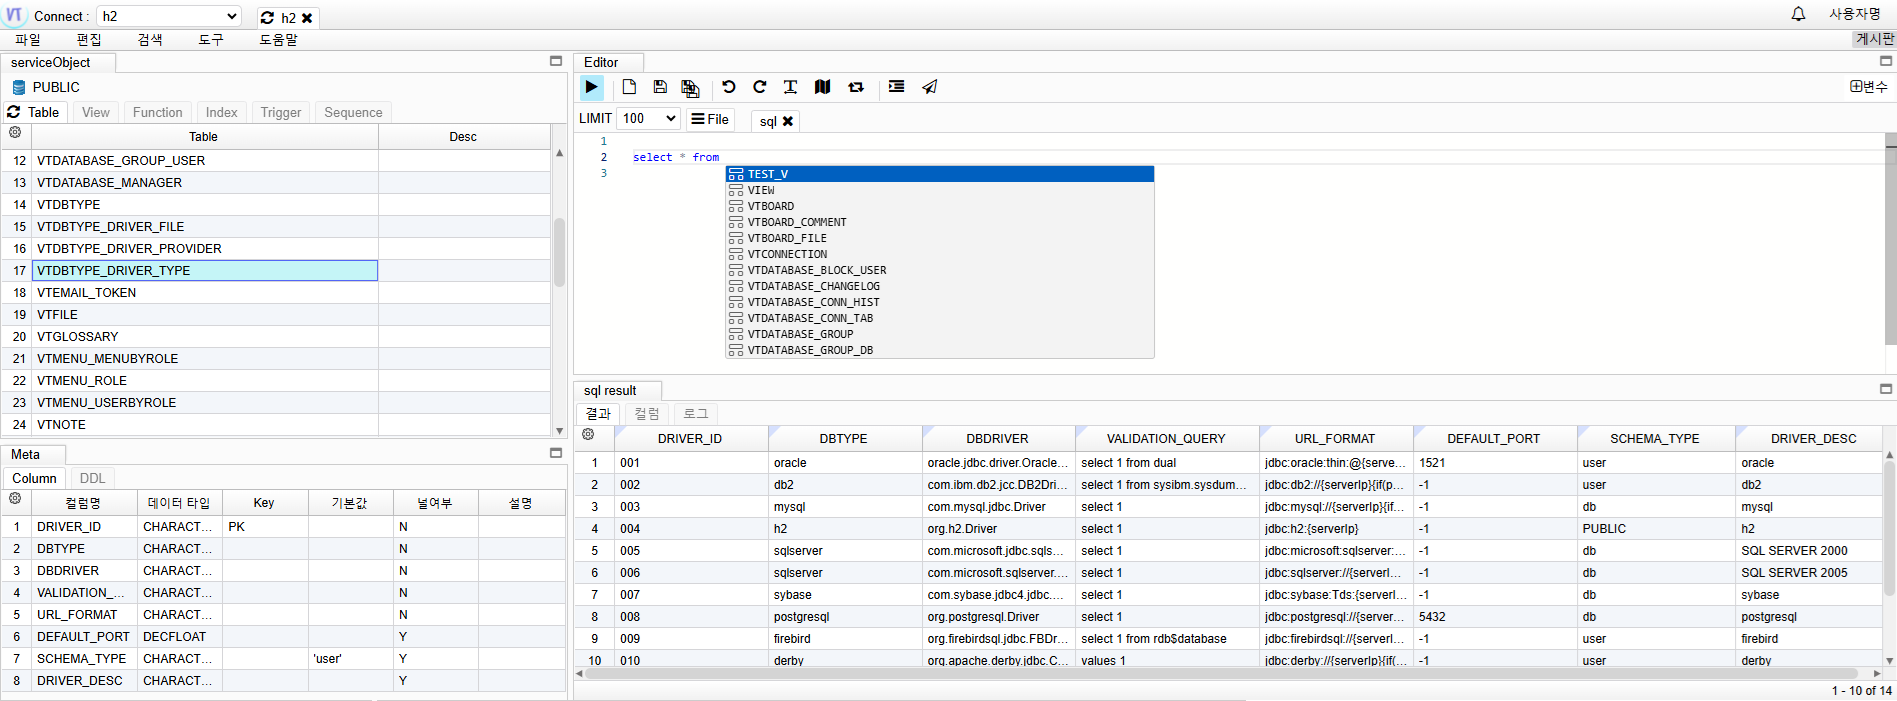 VT Connect : h2 h2 사용자명
파일 편집 검색 도구 도움말 게시판
serviceObject
PUBLIC
Table View Function Index Trigger Sequence
Table Desc
12 VTDATABASE_GROUP_USER
13 VTDATABASE_MANAGER
14 VTDBTYPE
15 VTDBTYPE_DRIVER_FILE
16 VTDBTYPE_DRIVER_PROVIDER
17 VTDBTYPE_DRIVER_TYPE
18 VTEMAIL_TOKEN
19 VTFILE
20 VTGLOSSARY
21 VTMENU_MENUBYROLE
22 VTMENU_ROLE
23 VTMENU_USERBYROLE
24 VTNOTE
Meta
Column DDL
컬럼명 데이터 타입 Key 기본값 널여부 설명
1 DRIVER_ID CHARACT... PK N
2 DBTYPE CHARACT... N
3 DBDRIVER CHARACT... N
4 VALIDATION_... CHARACT... N
5 URL_FORMAT CHARACT... N
6 DEFAULT_PORT DECFLOAT Y
7 SCHEMA_TYPE CHARACT... 'user' Y
8 DRIVER_DESC CHARACT... Y
Editor
변수
LIMIT 100 File sql
1
2 select * from
3
TEST_V
VIEW
VTBOARD
VTBOARD_COMMENT
VTBOARD_FILE
VTCONNECTION
VTDATABASE_BLOCK_USER
VTDATABASE_CHANGELOG
VTDATABASE_CONN_HIST
VTDATABASE_CONN_TAB
VTDATABASE_GROUP
VTDATABASE_GROUP_DB
sql result
결과 컬럼 로그
DRIVER_ID DBTYPE DBDRIVER VALIDATION_QUERY URL_FORMAT DEFAULT_PORT SCHEMA_TYPE DRIVER_DESC
1 001 oracle oracle.jdbc.driver.Oracle... select 1 from dual jdbc:oracle:thin:@{serve... 1521 user oracle
2 002 db2 com.ibm.db2.jcc.DB2Dri... select 1 from sysibm.sysdum... jdbc:db2://{serverIp}{if(p... -1 user db2
3 003 mysql com.mysql.jdbc.Driver select 1 jdbc:mysql://{serverIp}{if... -1 db mysql
4 004 h2 org.h2.Driver select 1 jdbc:h2:{serverIp} -1 PUBLIC h2
5 005 sqlserver com.microsoft.jdbc.sqls... select 1 jdbc:microsoft:sqlserver:... -1 db SQL SERVER 2000
6 006 sqlserver com.microsoft.sqlserver.... select 1 jdbc:sqlserver://{serverI... -1 db SQL SERVER 2005
7 007 sybase com.sybase.jdbc4.jdbc.... select 1 jdbc:sybase:Tds:{serverI... -1 db sybase
8 008 postgresql org.postgresql.Driver select 1 jdbc:postgresql://{server... 5432 db postgresql
9 009 firebird org.firebirdsql.jdbc.FBDr... select 1 from rdb$database jdbc:firebirdsql://{serverI... -1 user firebird
10 010 derby org.apache.derby.jdbc.C... values 1 jdbc:derby://{serverIp}{if(... -1 user derby
1 - 10 of 14